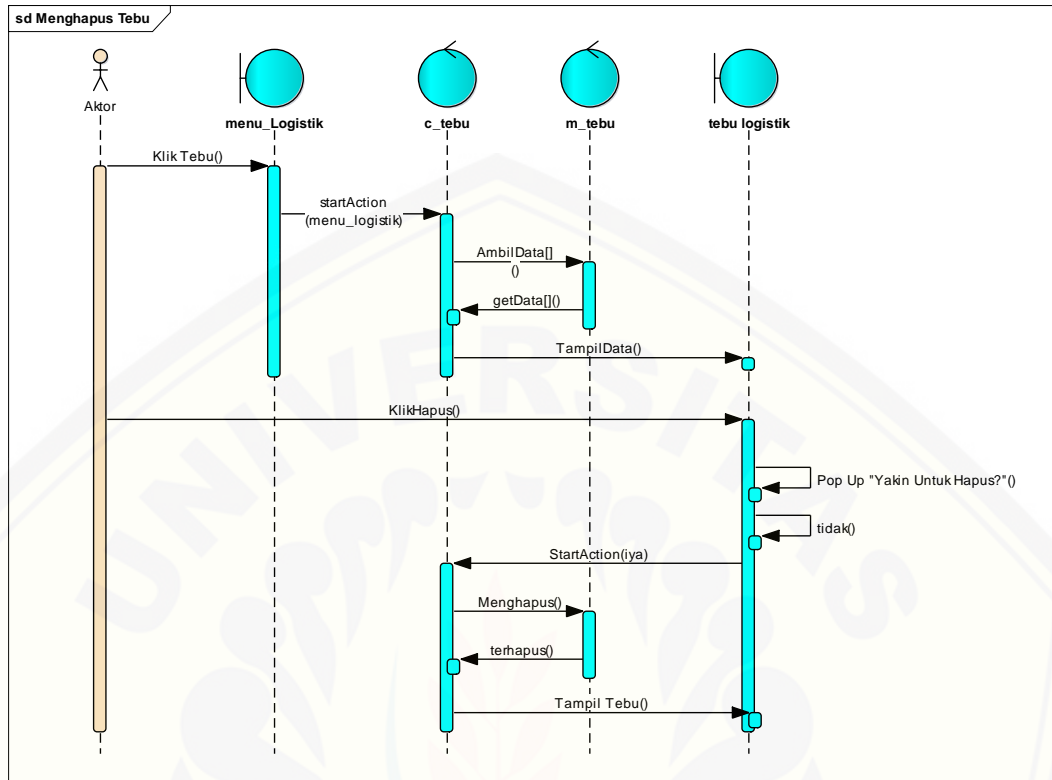 sd Menghapus Tebu
Aktor
menu_Logistik
c_tebu
m_tebu
tebu logistik
Klik Tebu()
startAction
(menu_logistik)
AmbilData[]
()
getData[]()
TampilData()
KlikHapus()
Pop Up "Yakin Untuk Hapus?"()
tidak()
StartAction(iya)
Menghapus()
terhapus()
Tampil Tebu()
UNIVERSITAS